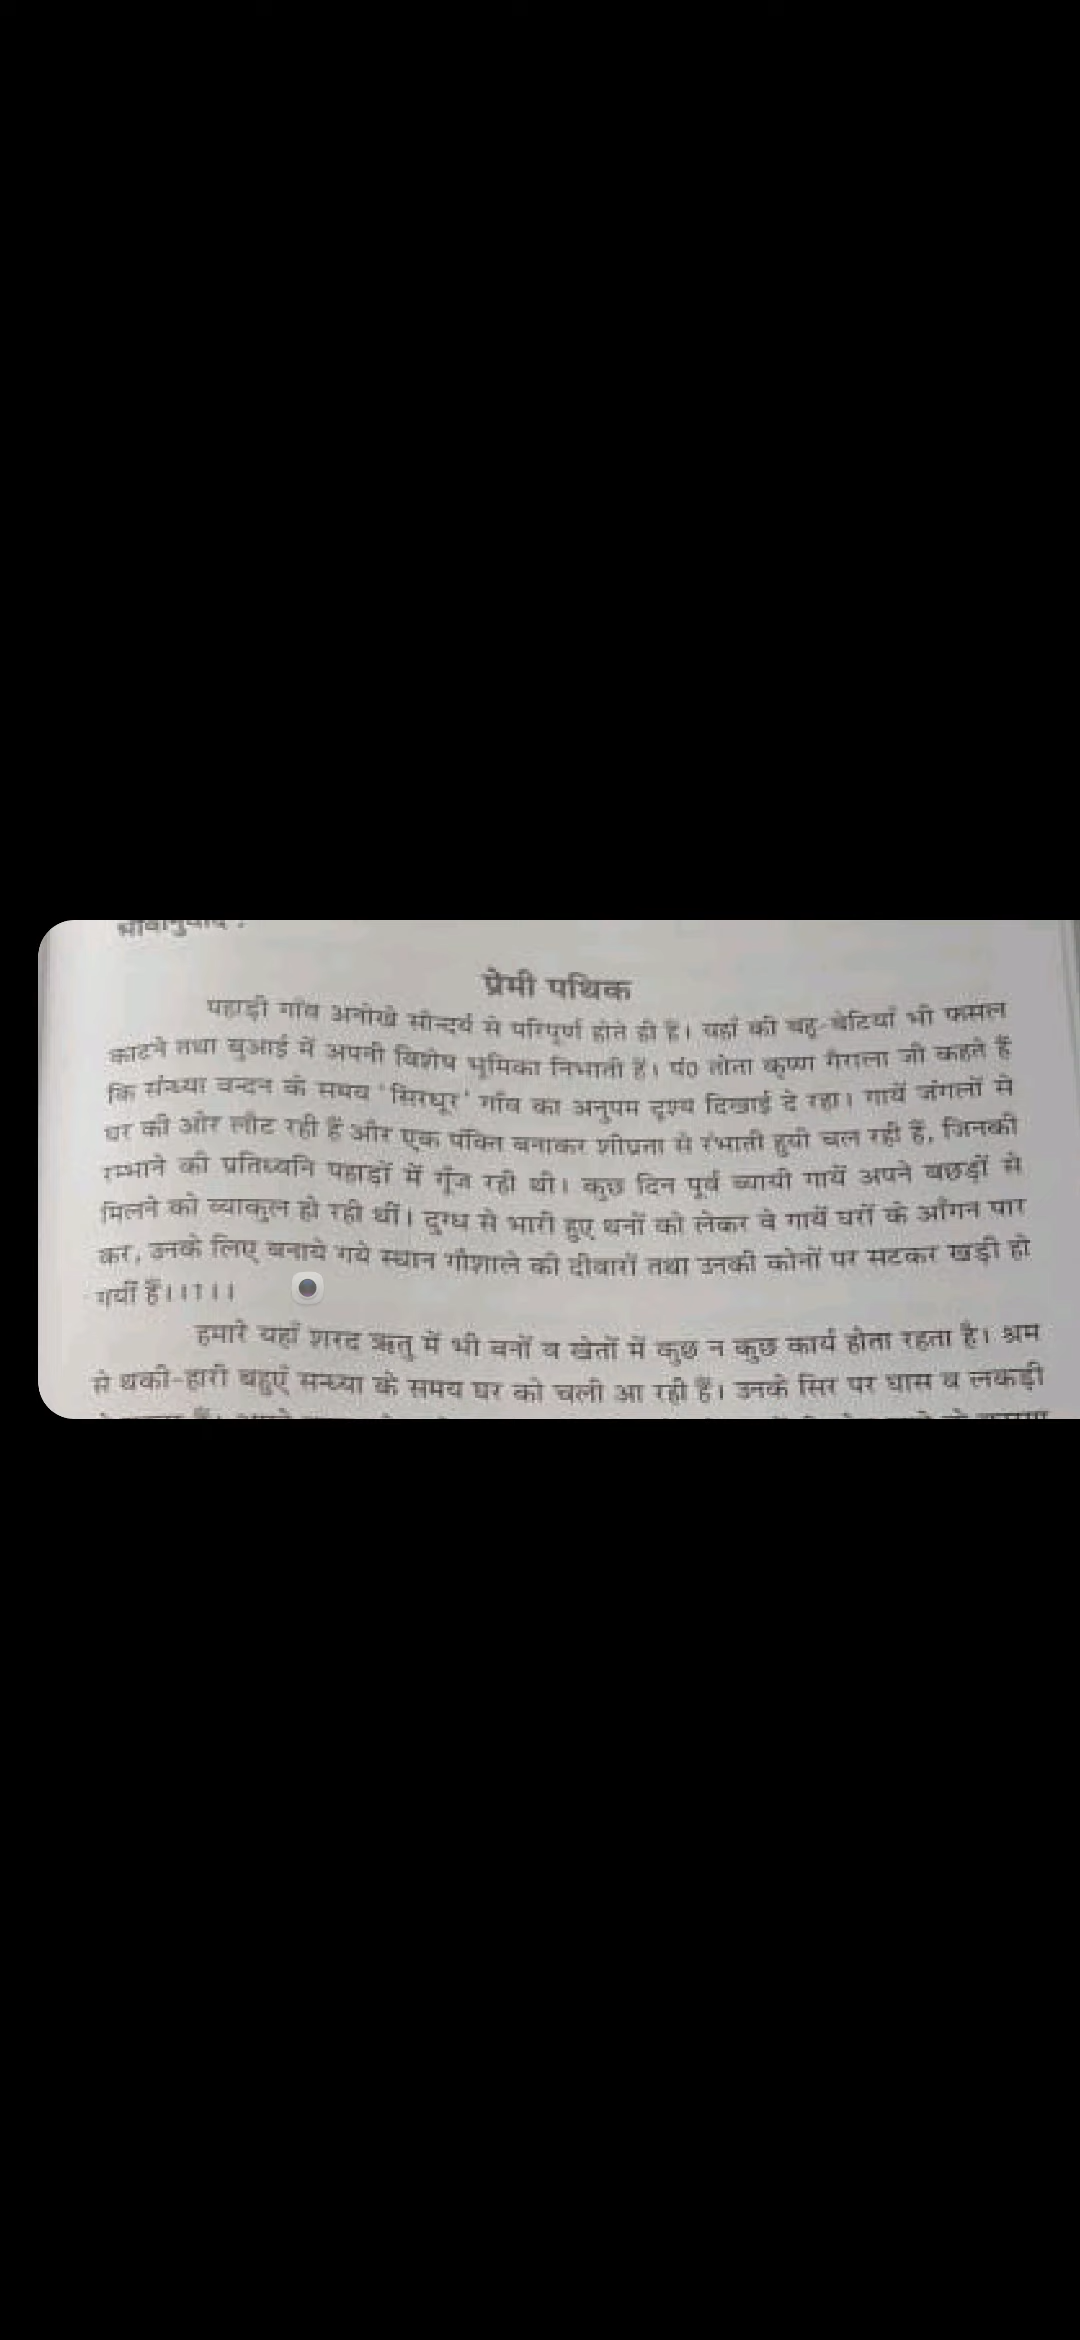 भावानुवाद :
प्रेमी पथिक
पहाड़ी गाँव अनोखे सौन्दर्य से परिपूर्ण होते ही हैं। यहाँ की बहू-बेटियाँ भी फसल
काटने तथा बुआई में अपनी विशेष भूमिका निभाती हैं। पं0 तोता कृष्ण गैराला जी कहते हैं
कि संन्ध्या वन्दन के समय 'सिरधूर' गाँव का अनुपम दृश्य दिखाई दे रहा। गायें जंगलों से
घर की ओर लौट रही हैं और एक पंक्ति बनाकर शीघ्रता से रंभाती हुयी चल रही हैं, जिनकी
रम्भाने की प्रतिध्वनि पहाड़ों में गूँज रही थी। कुछ दिन पूर्व ब्यायी गायें अपने बछड़ों से
मिलने को व्याकुल हो रही थीं। दुग्ध से भारी हुए थनों को लेकर वे गायें घरों के आँगन पार
कर, उनके लिए बनाये गये स्थान गौशाले की दीवारों तथा उनकी कोनों पर सटकर खड़ी हो
गयीं हैं।।1।।
हमारे यहाँ शरद ऋतु में भी वनों व खेतों में कुछ न कुछ कार्य होता रहता है। श्रम
से थकी-हारी बहुएँ सन्ध्या के समय घर को चली आ रही हैं। उनके सिर पर घास व लकड़ी